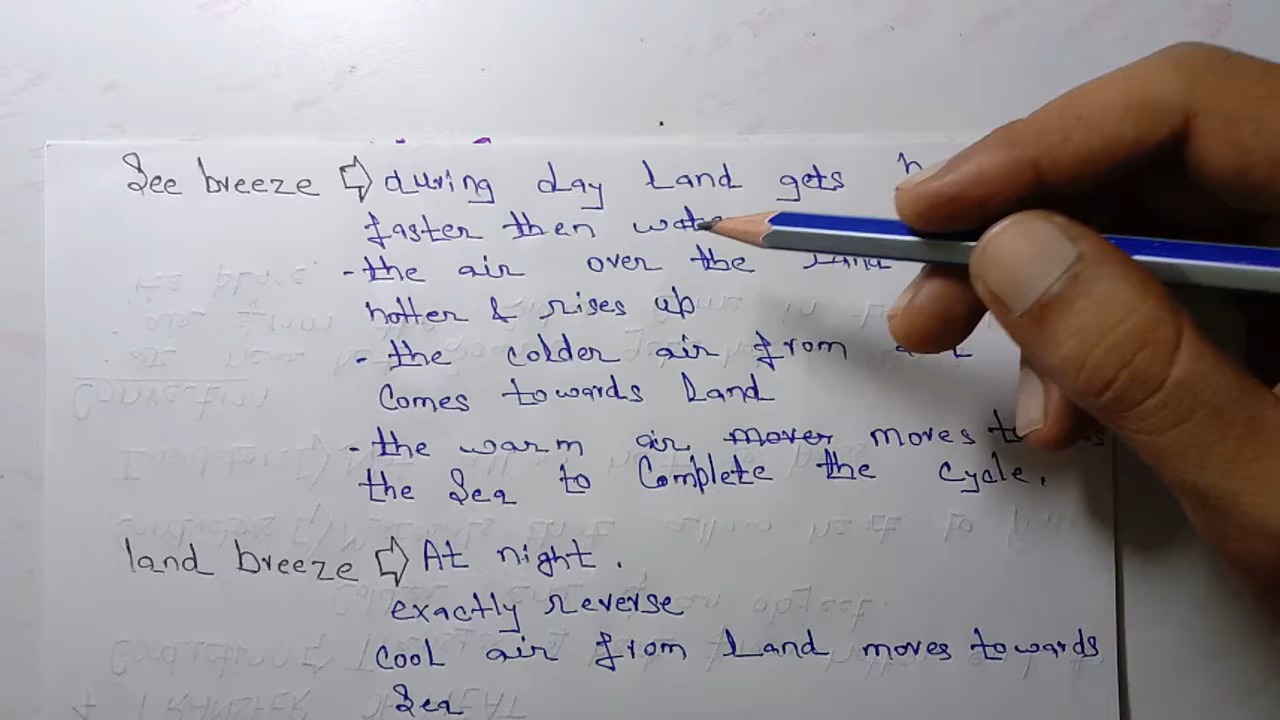 See breeze ⇨ during day land gets
faster then water
- the air over the land
hotter & rises up
- the colder air from
comes towards land
- the warm air mover moves
the sea to complete the cycle.
land breeze ⇨ At night.
exactly reverse
cool air from land moves towards
sea